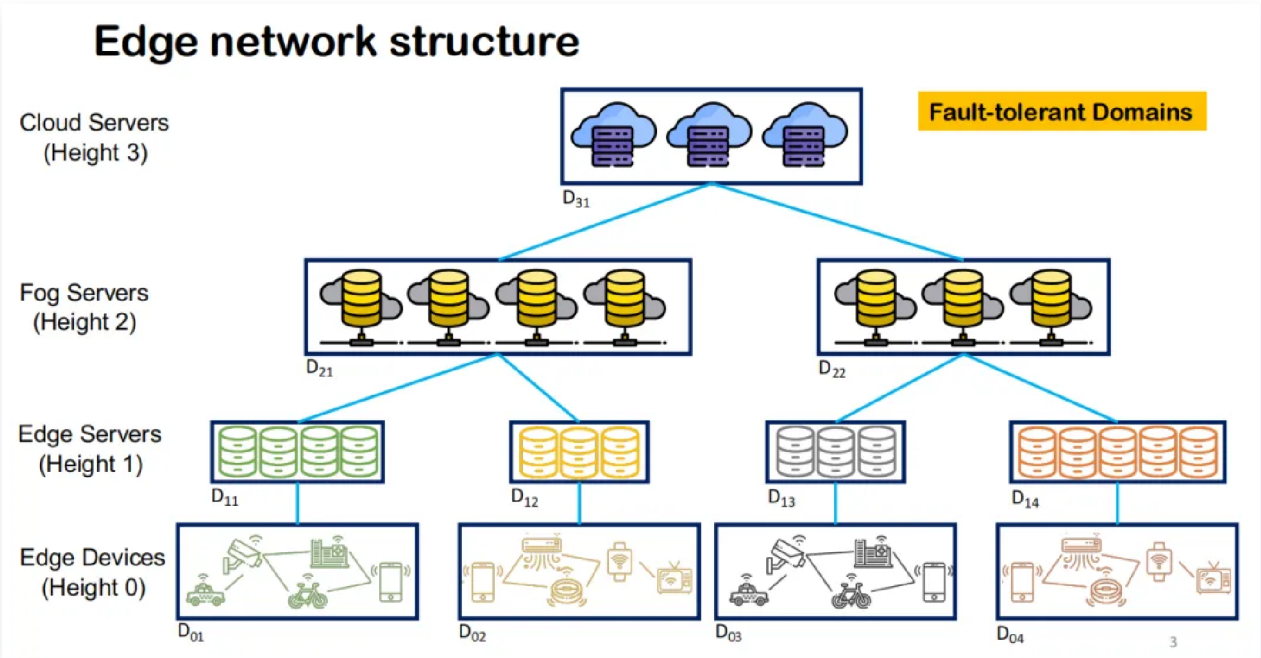 Edge network structure
Cloud Servers
(Height 3)
Fault-tolerant Domains
D31
Fog Servers
(Height 2)
D21
D22
Edge Servers
(Height 1)
D11
D12
D13
D14
Edge Devices
(Height 0)
D01
D02
D03
D04
3